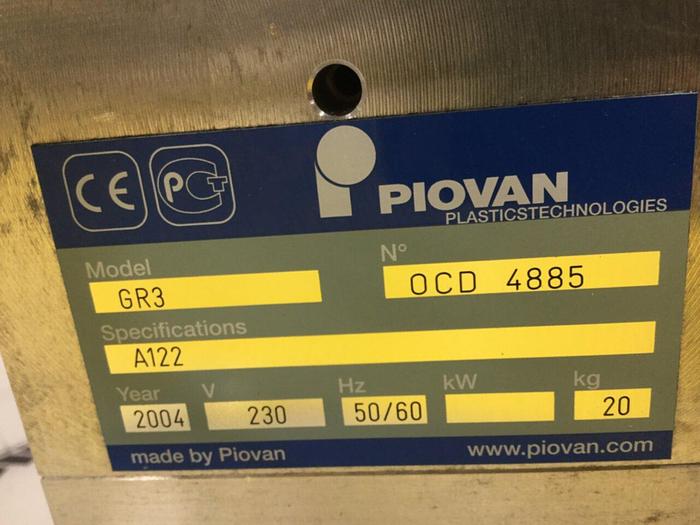 CE PCT
PIOVAN
PLASTICSTECHNOLOGIES
Model N°
GR3 OCD 4885
Specifications
A122
Year V Hz kW kg
2004 230 50/60 20
made by Piovan www.piovan.com